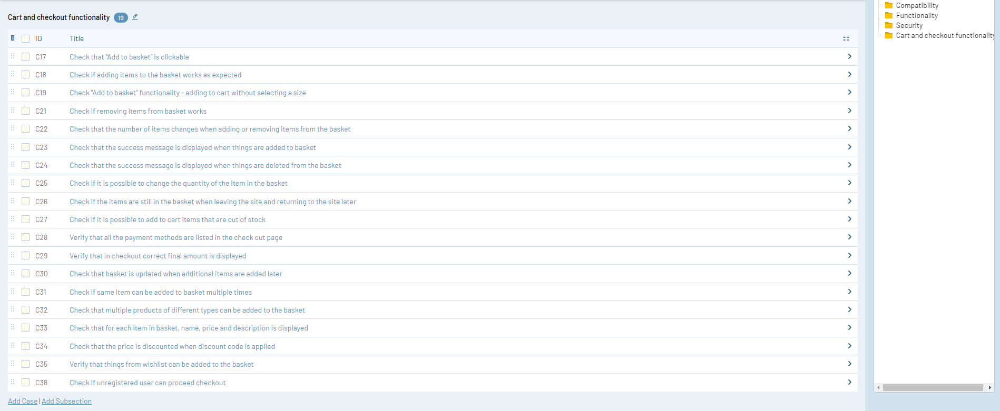 Cart and checkout functionality 19
ID Title
C17 Check that "Add to basket" is clickable
C18 Check if adding items to the basket works as expected
C19 Check "Add to basket" functionality - adding to cart without selecting a size
C21 Check if removing items from basket works
C22 Check that the number of items changes when adding or removing items from the basket
C23 Check that the success message is displayed when things are added to basket
C24 Check that the success message is displayed when things are deleted from the basket
C25 Check if it is possible to change the quantity of the item in the basket
C26 Check if the items are still in the basket when leaving the site and returning to the site later
C27 Check if it is possible to add to cart items that are out of stock
C28 Verify that all the payment methods are listed in the check out page
C29 Verify that in checkout correct final amount is displayed
C30 Check that basket is updated when additional items are added later
C31 Check if same item can be added to basket multiple times
C32 Check that multiple products of different types can be added to the basket
C33 Check that for each item in basket, name, price and description is displayed
C34 Check that the price is discounted when discount code is applied
C35 Verify that things from wishlist can be added to the basket
C38 Check if unregistered user can proceed checkout
Add Case | Add Subsection
Compatibility
Functionality
Security
Cart and checkout functionality